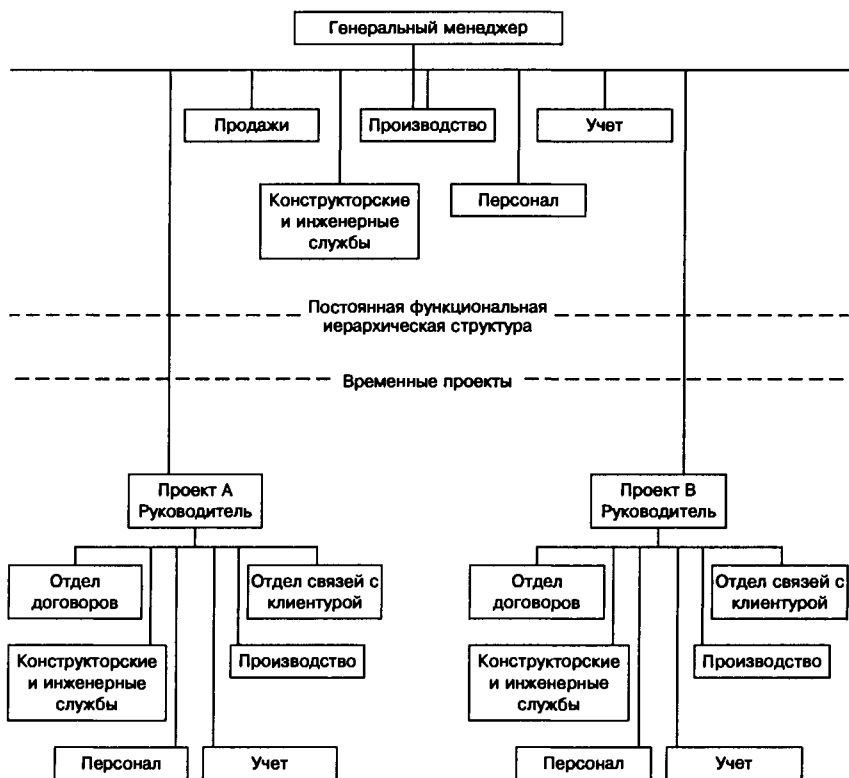 Генеральный менеджер
Продажи
Производство
Учет
Конструкторские
и инженерные
службы
Персонал
Постоянная функциональная
иерархическая структура
Временные проекты
Проект А
Руководитель
Проект В
Руководитель
Отдел
договоров
Отдел связей с
клиентурой
Отдел
договоров
Отдел связей с
клиентурой
Конструкторские
и инженерные
службы
Производство
Конструкторские
и инженерные
службы
Производство
Персонал
Учет
Персонал
Учет